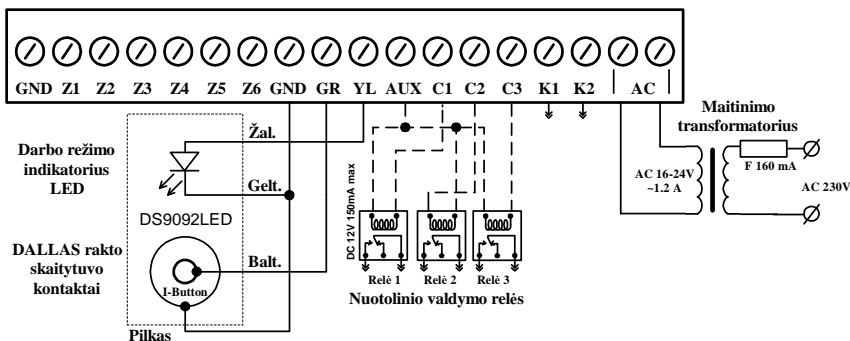 GND Z1 Z2 Z3 Z4 Z5 Z6 GND GR YL AUX C1 C2 C3 K1 K2 AC
Žal.
Darbo režimo
indikatorius
LED
Gelt.
DS9092LED
DALLAS rakto
skaitytuvo
kontaktai
Balt.
I-Button
Pilkas
DC 12V 150mA max
Relė 1
Relė 2
Relė 3
Nuotolinio valdymo relės
Maitinimo
transformatorius
F 160 mA
AC 16-24V
~1.2 A
AC 230V